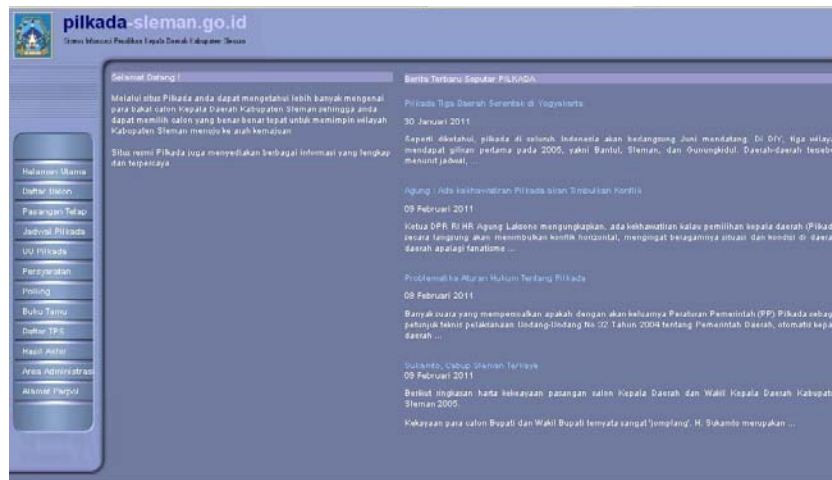 pilkada-sleman.go.id
Sistem Informasi Pemilihan Kepala Daerah Kabupaten Sleman
Halaman Utama
Daftar Calon
Pasangan Tetap
Jadwal Pilkada
UU Pilkada
Persyaratan
Polling
Buku Tamu
Daftar TPS
Hasil Akhir
Area Administrasi
Alamat Parpol
Selamat Datang !
Melalui situs Pilkada anda dapat mengetahui lebih banyak mengenai
para bakal calon Kepala Daerah Kabupaten Sleman sehingga anda
dapat memilih calon yang benar benar tepat untuk memimpin wilayah
Kabupaten Sleman menuju ke arah kemajuan
Situs resmi Pilkada juga menyediakan berbagai informasi yang lengkap
dan terpercaya
Berita Terbaru Seputar PILKADA
Pilkada Tiga Daerah Serentak di Yogyakarta
30 Januari 2011
Seperti diketahui, pilkada di seluruh Indonesia akan berlangsung Juni mendatang. Di DIY, tiga wilaya
mendapat giliran pertama pada 2005, yakni Bantul, Sleman, dan Gunungkidul. Daerah-daerah terseb
menurut jadwal, ...
Agung : Ada kekhawatiran Pilkada akan Timbulkan Konflik
09 Februari 2011
Ketua DPR RI HR Agung Laksono mengungkapkan, ada kekhawatiran kalau pemilihan kepala daerah (Pilkad
secara langsung akan menimbulkan konflik horizontal, mengingat beragamnya situasi dan kondisi di daera
daerah apalagi fanatisme ...
Problematika Aturan Hukum Tentang Pilkada
09 Februari 2011
Banyak suara yang mempersoalkan apakah dengan akan keluarnya Peraturan Pemerintah (PP) Pilkada sebag
petunjuk teknis pelaksanaan Undang-Undang No 32 Tahun 2004 tentang Pemerintah Daerah, otomatis kepa
daerah ...
Sukamto, Cabup Sleman Terkaya
09 Februari 2011
Berikut ringkasan harta kekayaan pasangan calon Kepala Daerah dan Wakil Kepala Daerah Kabupat
Sleman 2005.
Kekayaan para calon Bupati dan Wakil Bupati ternyata sangat 'jomplang'. H. Sukamto merupakan ...